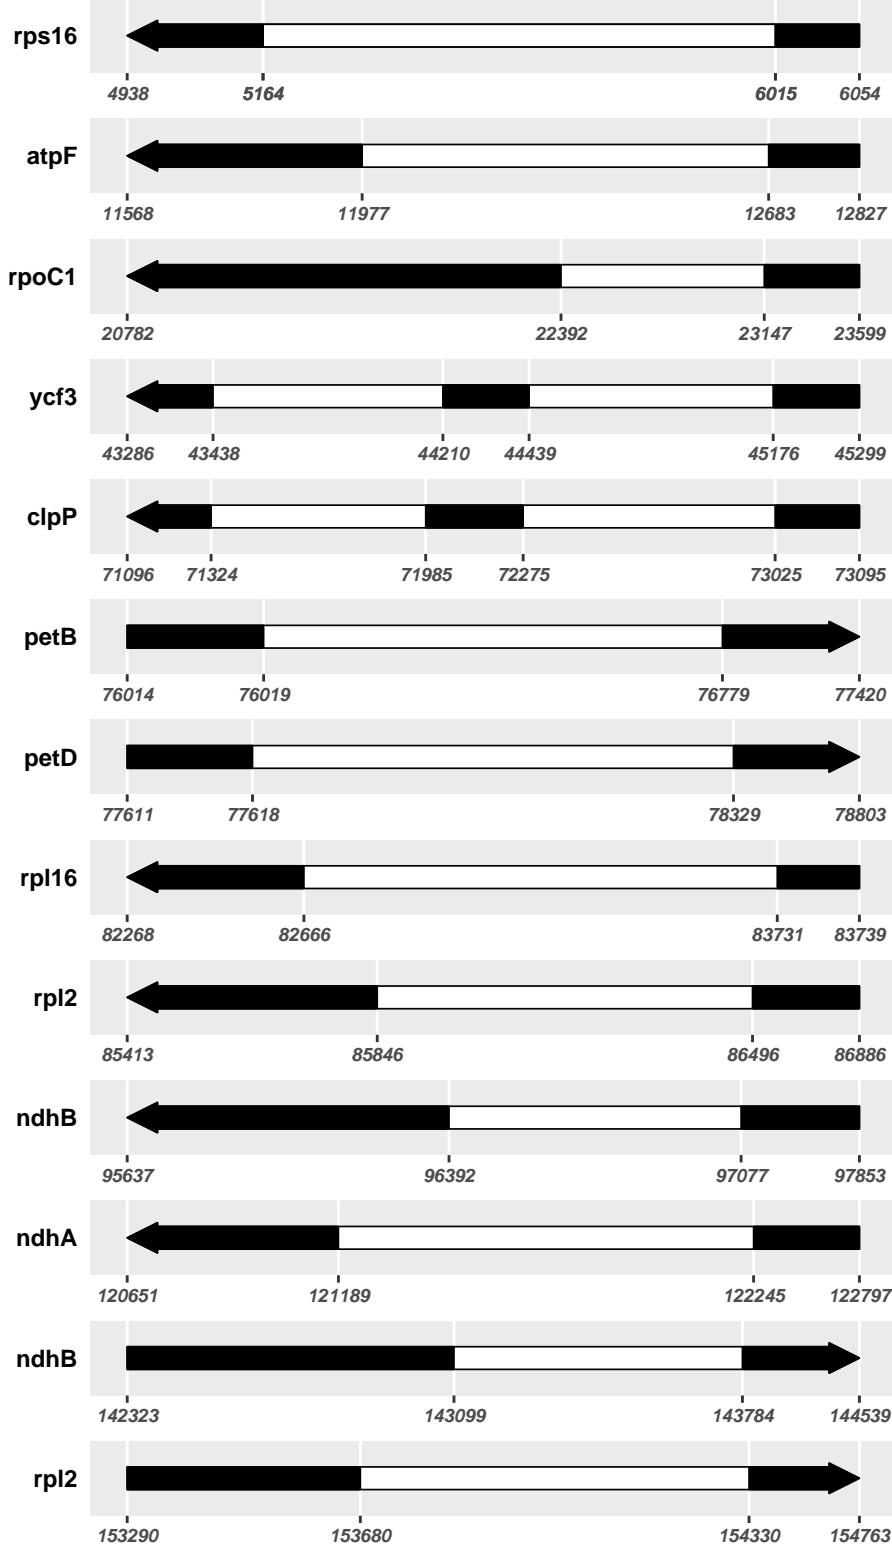 rps16
4938 5164 6015 6054
atpF
11568 11977 12683 12827
rpoC1
20782 22392 23147 23599
ycf3
43286 43438 44210 44439 45176 45299
clpP
71096 71324 71985 72275 73025 73095
petB
76014 76019 76779 77420
petD
77611 77618 78329 78803
rpl16
82268 82666 83731 83739
rpl2
85413 85846 86496 86886
ndhB
95637 96392 97077 97853
ndhA
120651 121189 122245 122797
ndhB
142323 143099 143784 144539
rpl2
153290 153680 154330 154763